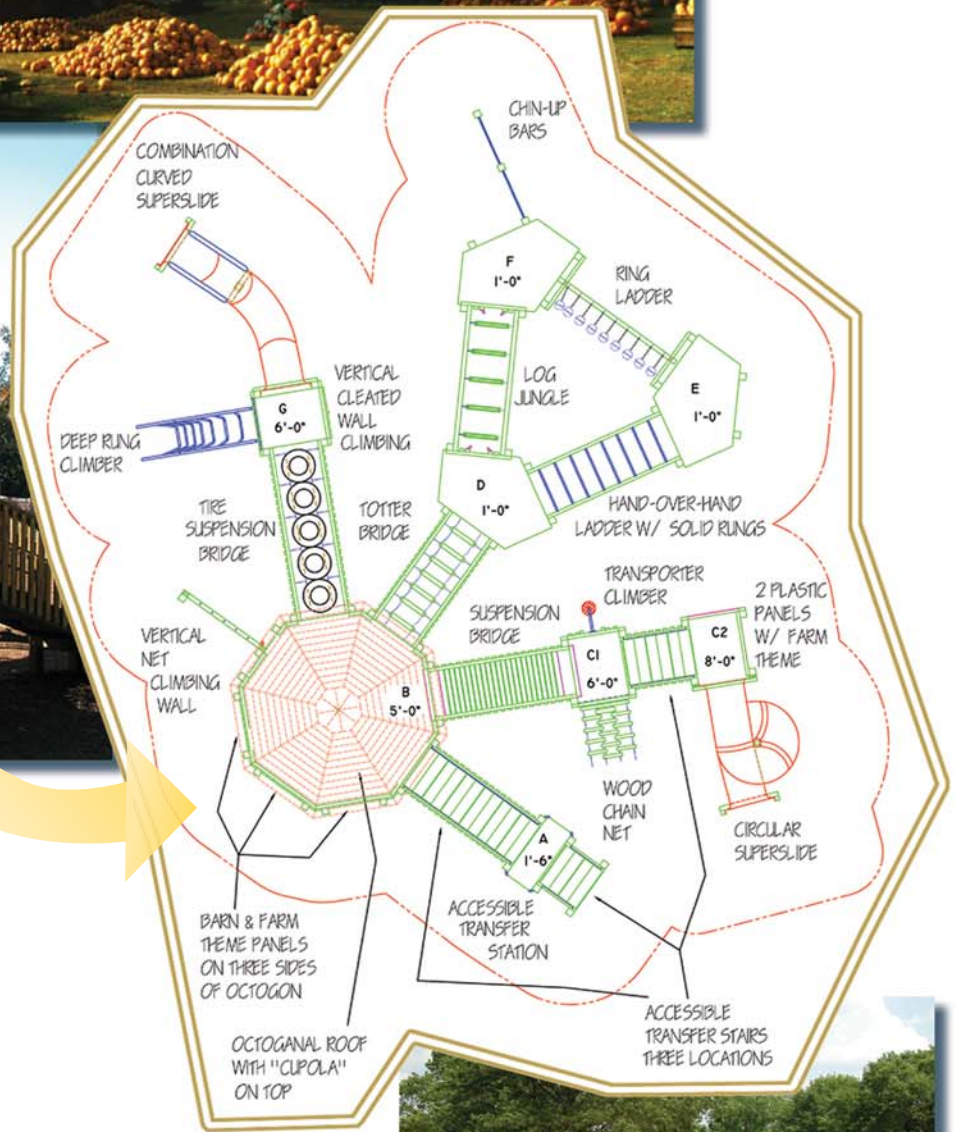 CHIN-UP
BARS
COMBINATION
CURVED
SUPERSLIDE
F
1'-0"
RING
LADDER
VERTICAL
CLEATED
WALL
CLIMBING
LOG
JUNGLE
E
1'-0"
G
6'-0"
DEEP RUNG
CLIMBER
D
1'-0"
HAND-OVER-HAND
LADDER W/ SOLID RUNGS
TIRE
SUSPENSION
BRIDGE
TOTTER
BRIDGE
TRANSPORTER
CLIMBER
2 PLASTIC
PANELS
W/ FARM
THEME
SUSPENSION
BRIDGE
VERTICAL
NET
CLIMBING
WALL
C1
6'-0"
C2
8'-0"
B
5'-0"
WOOD
CHAIN
NET
CIRCULAR
SUPERSLIDE
A
1'-6"
ACCESSIBLE
TRANSFER
STATION
BARN & FARM
THEME PANELS
ON THREE SIDES
OF OCTOGON
OCTOGANAL ROOF
WITH "CUPOLA"
ON TOP
ACCESSIBLE
TRANSFER STAIRS
THREE LOCATIONS